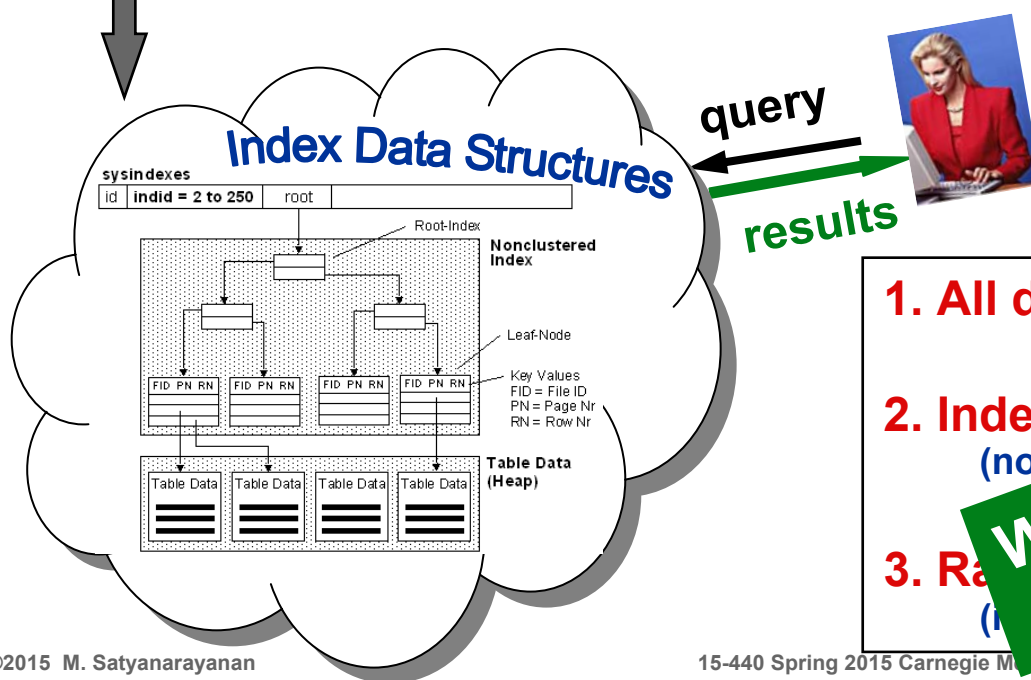 Index Data Structures
query
results
sysindexes
id indid = 2 to 250 root
Root-Index
Nonclustered
Index
Leaf-Node
FID PN RN FID PN RN FID PN RN FID PN RN
Key Values
FID = File ID
PN = Page Nr
RN = Row Nr
Table Data
(Heap)
Table Data Table Data Table Data Table Data
1. All
2.
3.
©2015 M. Satyanarayanan
15-440 Spring 2015 Carnegie